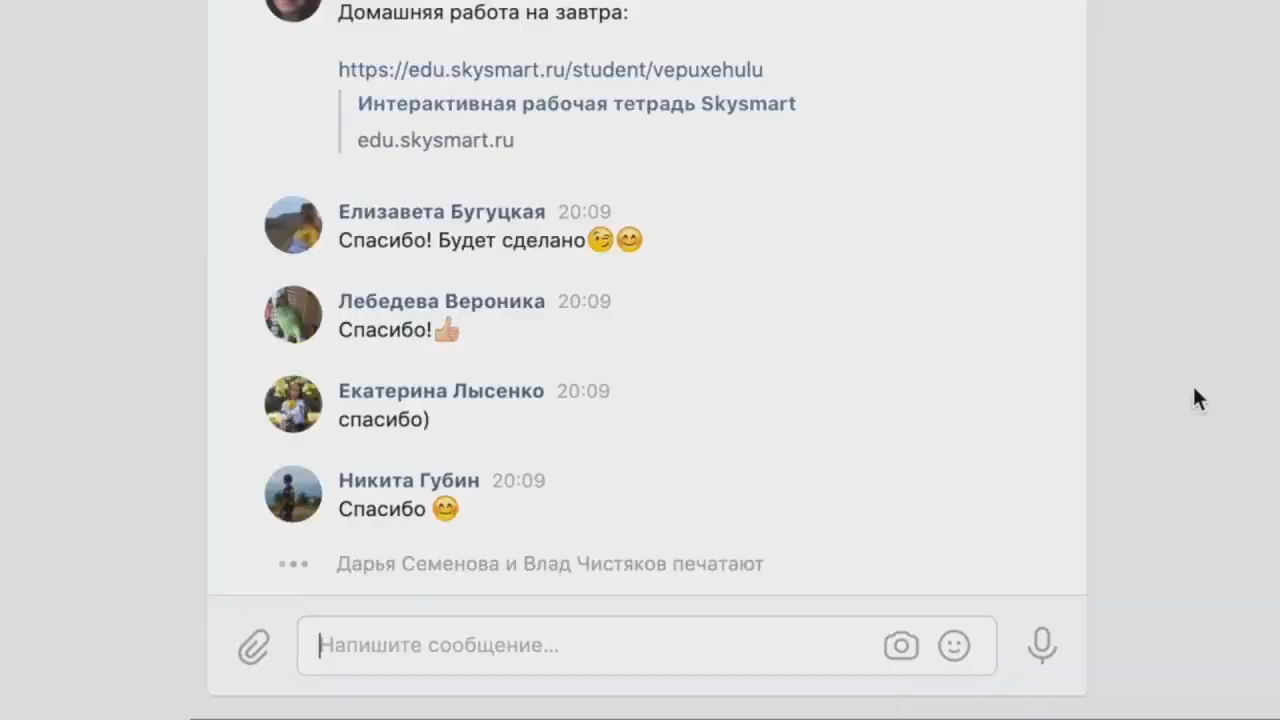 Домашняя работа на завтра:
https://edu.skysmart.ru/student/vepuxehulu
Интерактивная рабочая тетрадь Skysmart
edu.skysmart.ru
Елизавета Бугуцкая 20:09
Спасибо! Будет сделано😉😊
Лебедева Вероника 20:09
Спасибо!👍🏼
Екатерина Лысенко 20:09
спасибо)
Никита Губин 20:09
Спасибо 😊
Дарья Семенова и Влад Чистяков печатают
Напишите сообщение...